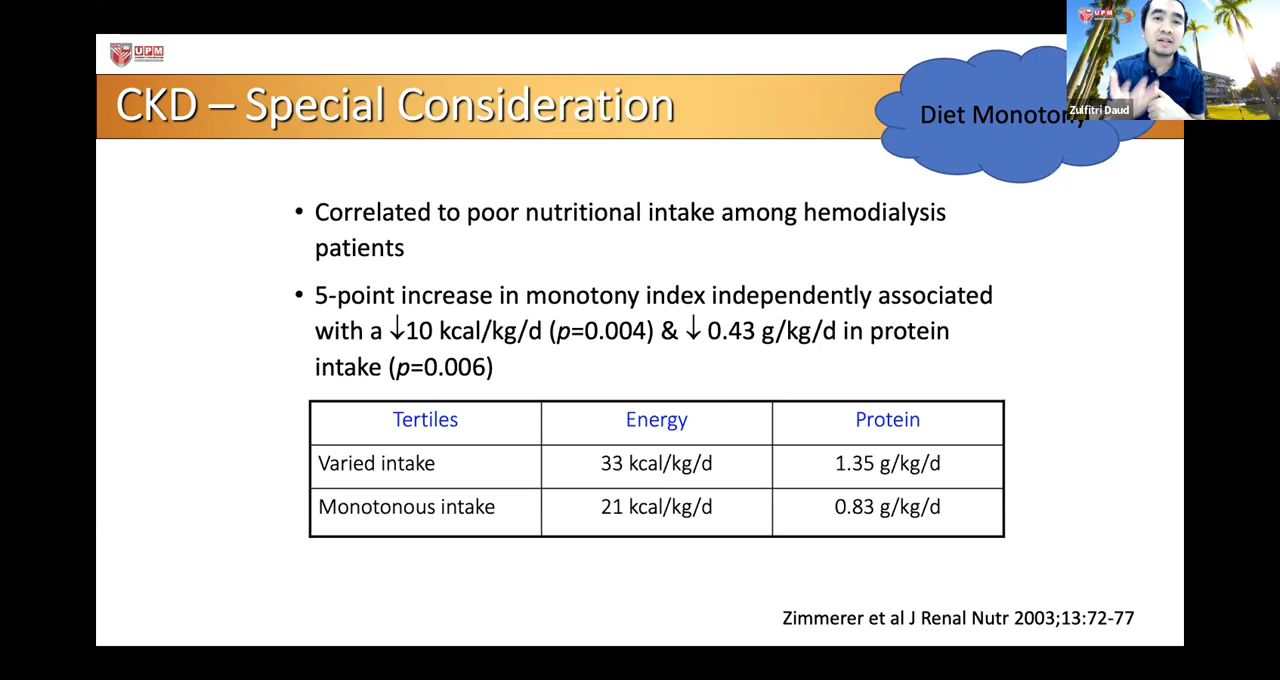 UPM
CKD – Special Consideration
Diet Monotony
UPM
Zulfitri Daud
• Correlated to poor nutritional intake among hemodialysis
patients
• 5-point increase in monotony index independently associated
with a ↓10 kcal/kg/d (p=0.004) & ↓ 0.43 g/kg/d in protein
intake (p=0.006)
Tertiles Energy Protein
Varied intake 33 kcal/kg/d 1.35 g/kg/d
Monotonous intake 21 kcal/kg/d 0.83 g/kg/d
Zimmerer et al J Renal Nutr 2003;13:72-77